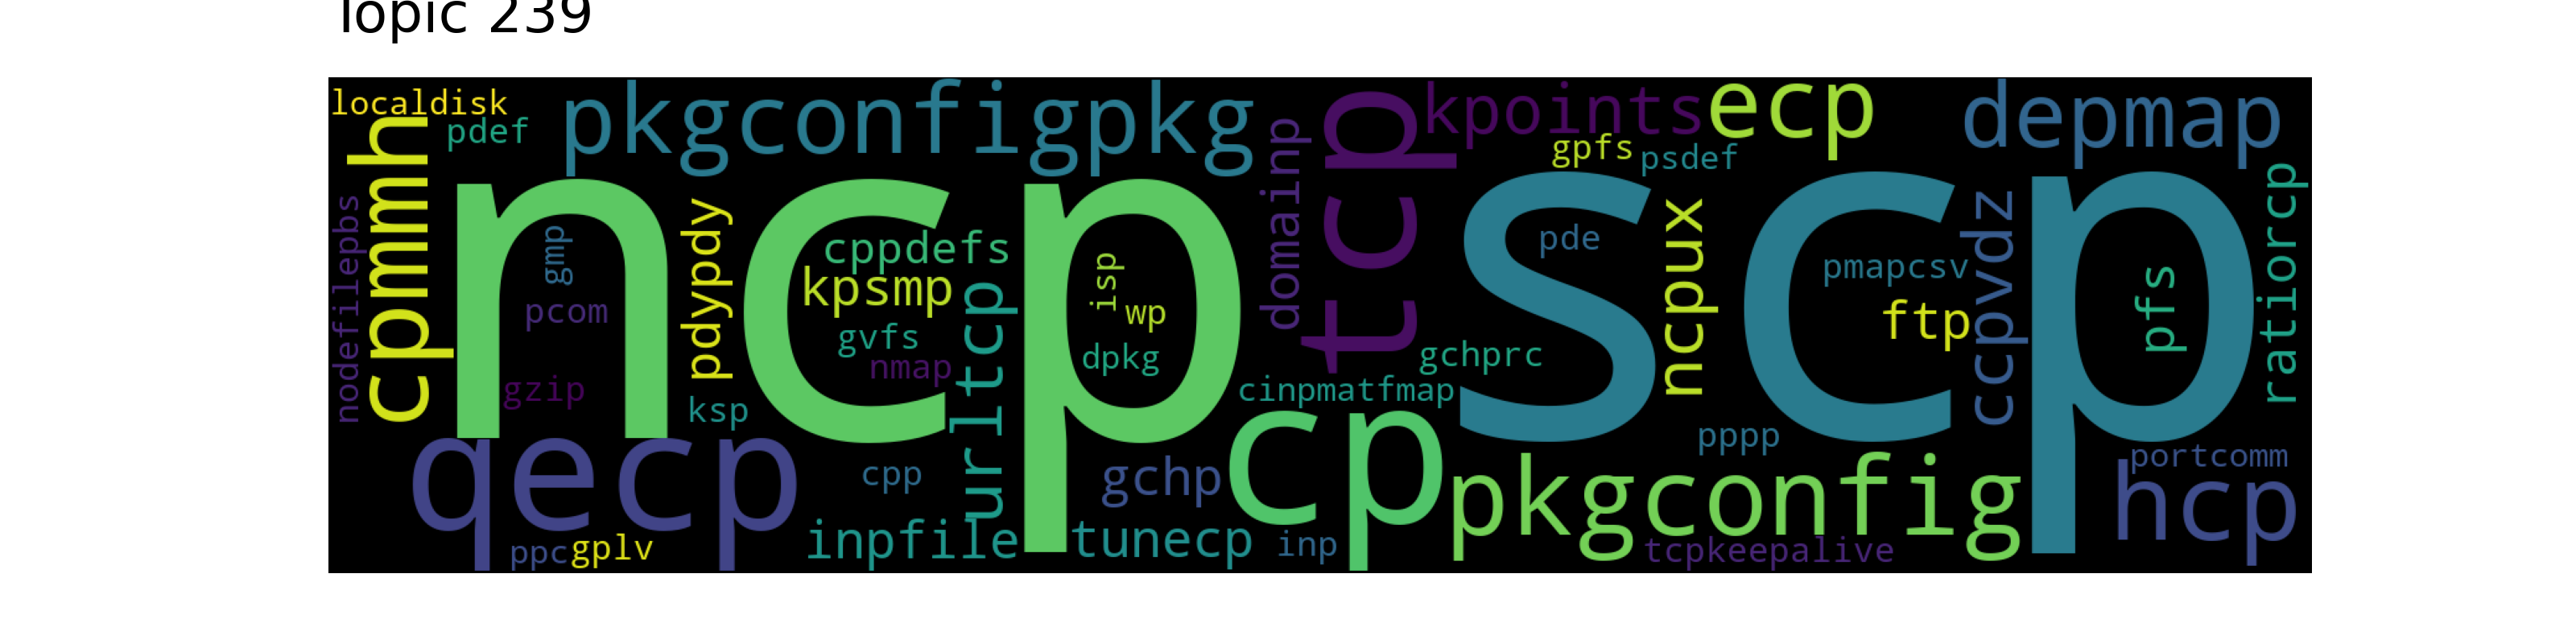 Topic 239
localdisk
pdef
pkgconfigpkg
kpoints
ecp
depmap
gpfs
psdef
cpmmh
nodefilepbs
ncp
gmp
pcom
gzip
pdypdy
ksp
cppdefs
kpsmp
gvfs
nmap
urltcp
isp
wp
dpkg
domainp
tcp
gchprc
cinpmatfmap
scp
pde
ncpux
pmapcsv
ftp
ccpvdz
pfs
ratiorcp
qecp
cpp
gchp
cp
pppp
pkgconfig
portcomm
hcp
ppc
gplv
inpfile
tunecp
inp
tcpkeepalive